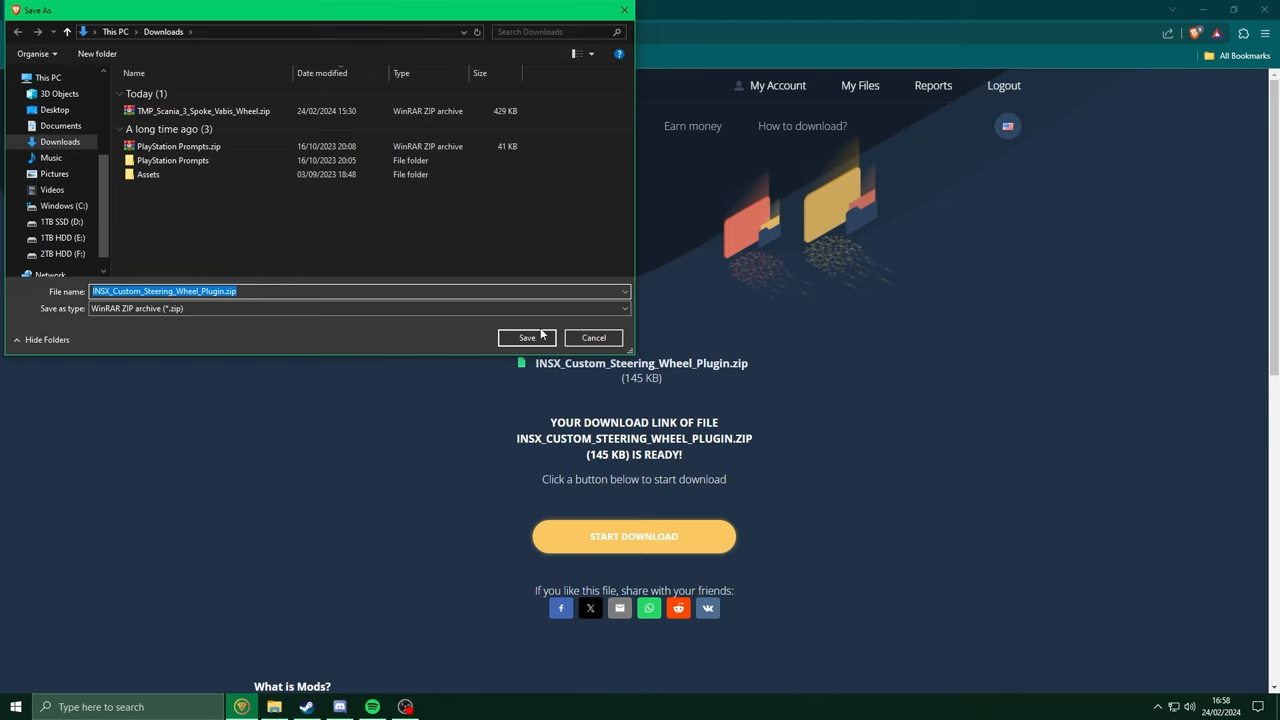 Save As
This PC
Downloads
Search Downloads
Organise
New folder
This PC
3D Objects
Desktop
Documents
Downloads
Music
Pictures
Videos
Windows (C:)
1TB SSD (D:)
1TB HDD (E:)
2TB HDD (F:)
Network
Name Date modified Type Size
Today (1)
TMP_Scania_3_Spoke_Vabis_Wheel.zip 24/02/2024 15:30 WinRAR ZIP archive 429 KB
A long time ago (3)
PlayStation Prompts.zip 16/10/2023 20:08 WinRAR ZIP archive 41 KB
PlayStation Prompts 16/10/2023 20:05 File folder
Assets 03/09/2023 18:48 File folder
File name: INSX_Custom_Steering_Wheel_Plugin.zip
Save as type: WinRAR ZIP archive (*.zip)
Hide Folders
Save
Cancel
All Bookmarks
My Account
My Files
Reports
Logout
Earn money
How to download?
INSX_Custom_Steering_Wheel_Plugin.zip
(145 KB)
YOUR DOWNLOAD LINK OF FILE
INSX_CUSTOM_STEERING_WHEEL_PLUGIN.ZIP
(145 KB) IS READY!
Click a button below to start download
START DOWNLOAD
If you like this file, share with your friends:
What is Mods?
Type here to search
16:58
24/02/2024